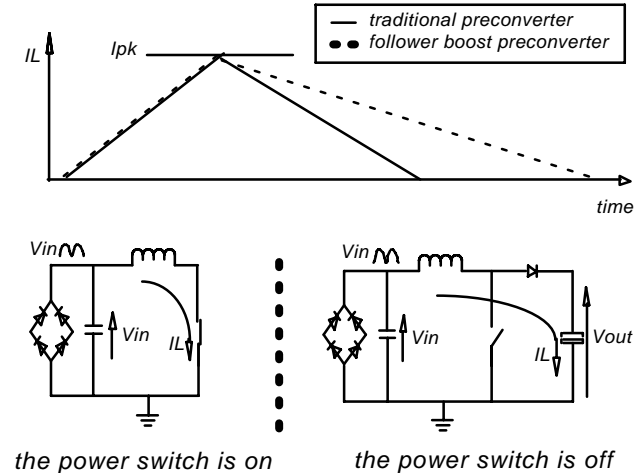 traditional preconverter
follower boost preconverter
IL
Ipk
time
Vin
Vin
IL
Vin
Vin
IL
Vout
the power switch is on
the power switch is off